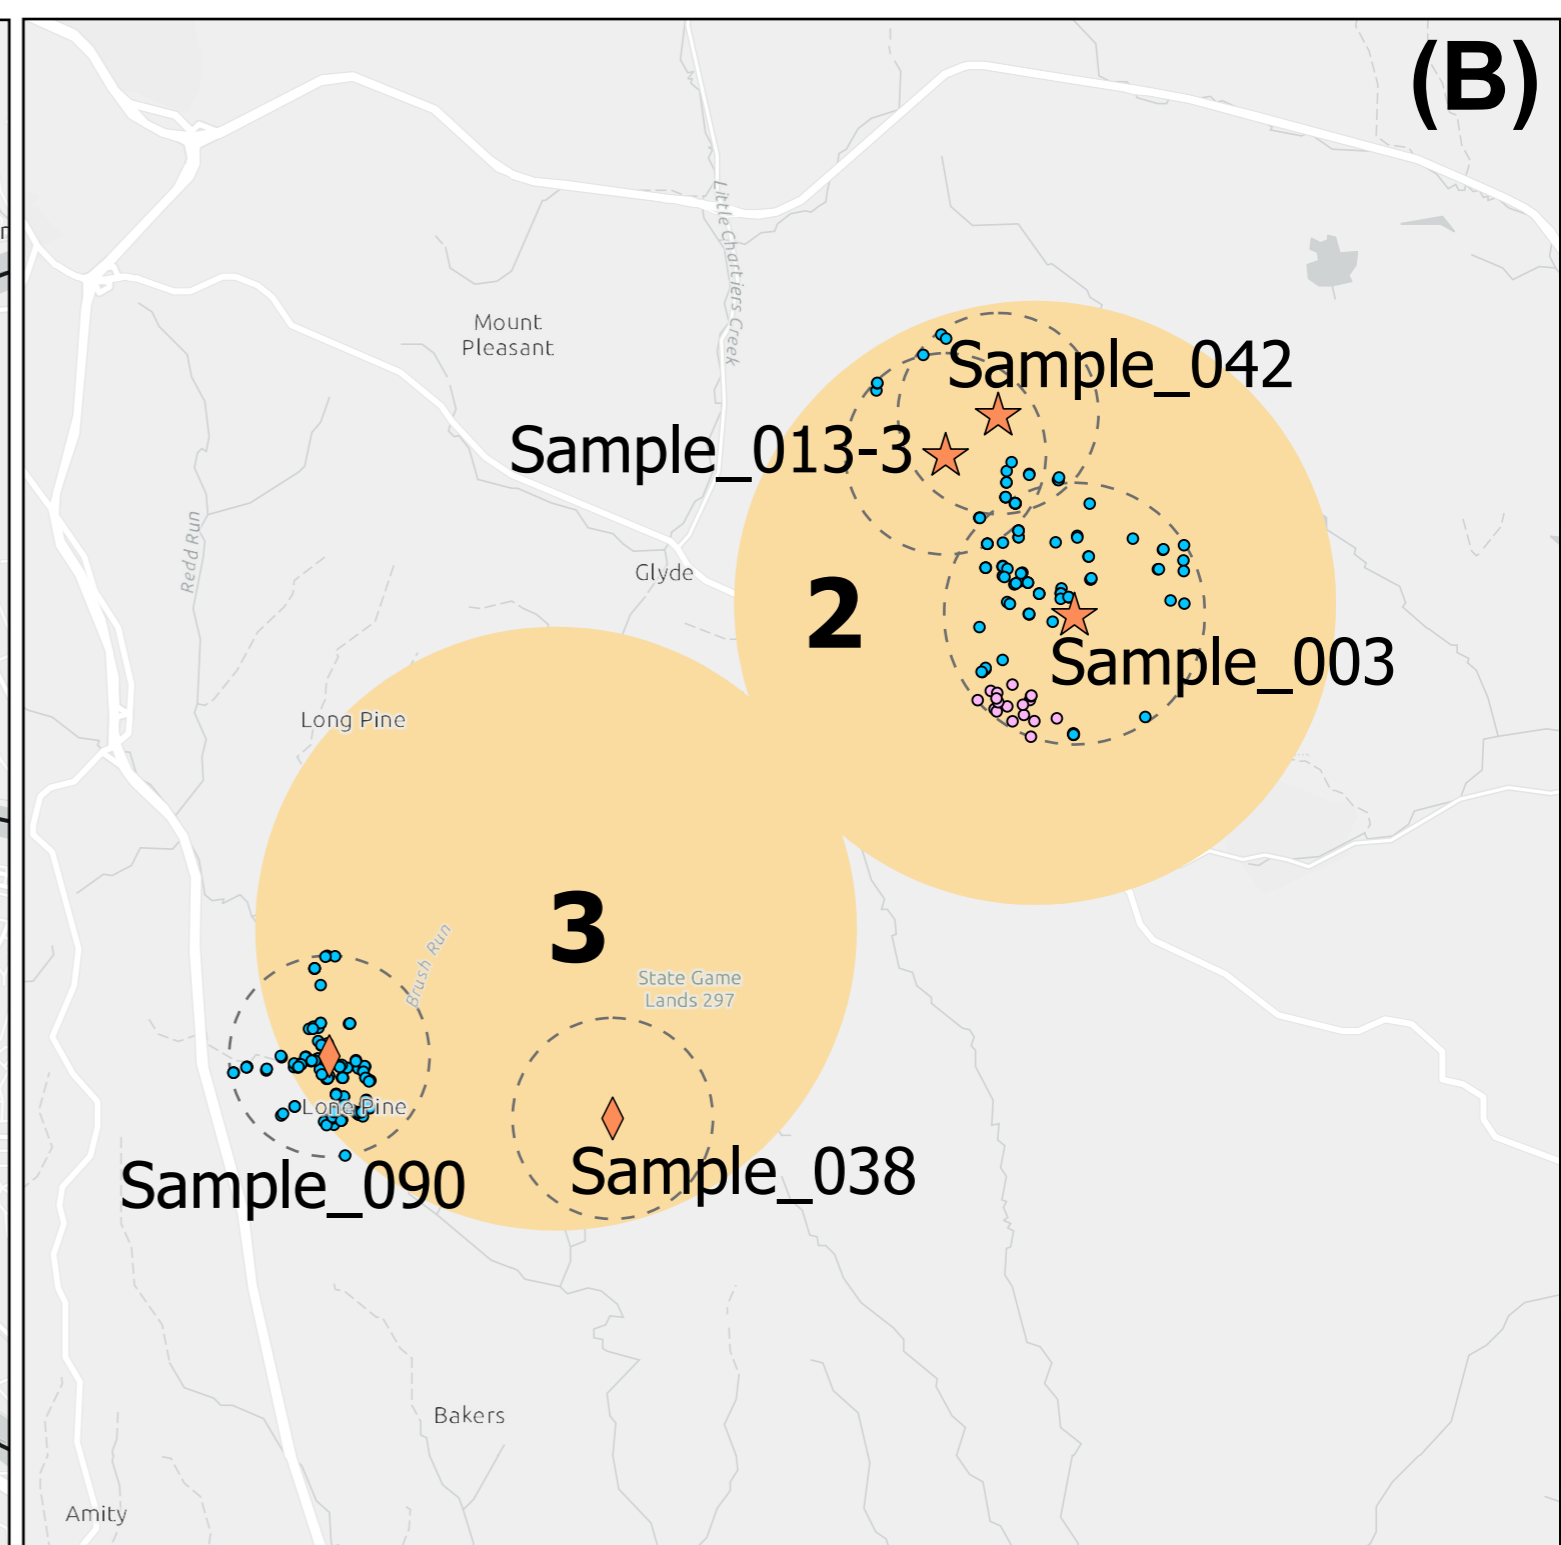 (B)
Little Chartiers Creek
Mount
Pleasant
Sample_042
Sample_013-3
Redd Run
Glyde
2
Sample_003
Long Pine
3
Brush Run
State Game
Lands 297
Lone Pine
Sample_090
Sample_038
Bakers
Amity